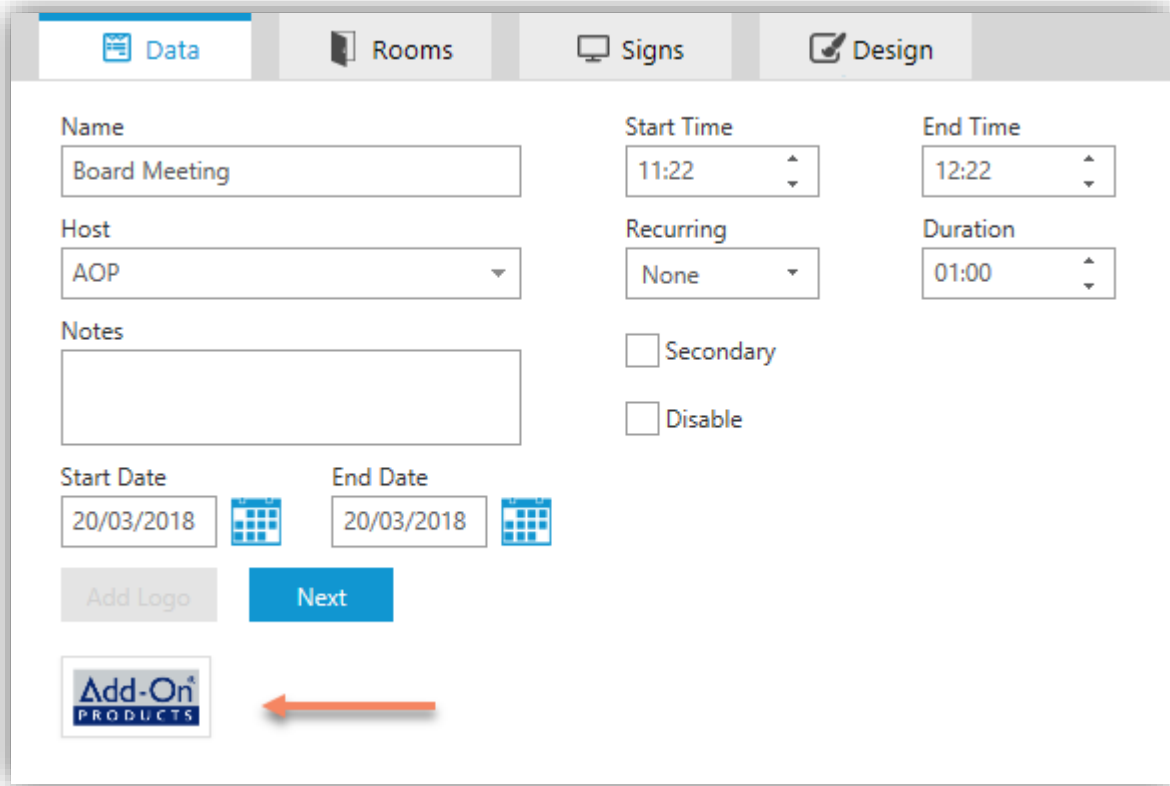 Data Rooms Signs Design
Name
Board Meeting
Host
AOP
Notes
Start Date End Date
20/03/2018 20/03/2018
Add Logo Next
Add-On®
PRODUCTS
Start Time End Time
11:22 12:22
Recurring Duration
None 01:00
Secondary
Disable